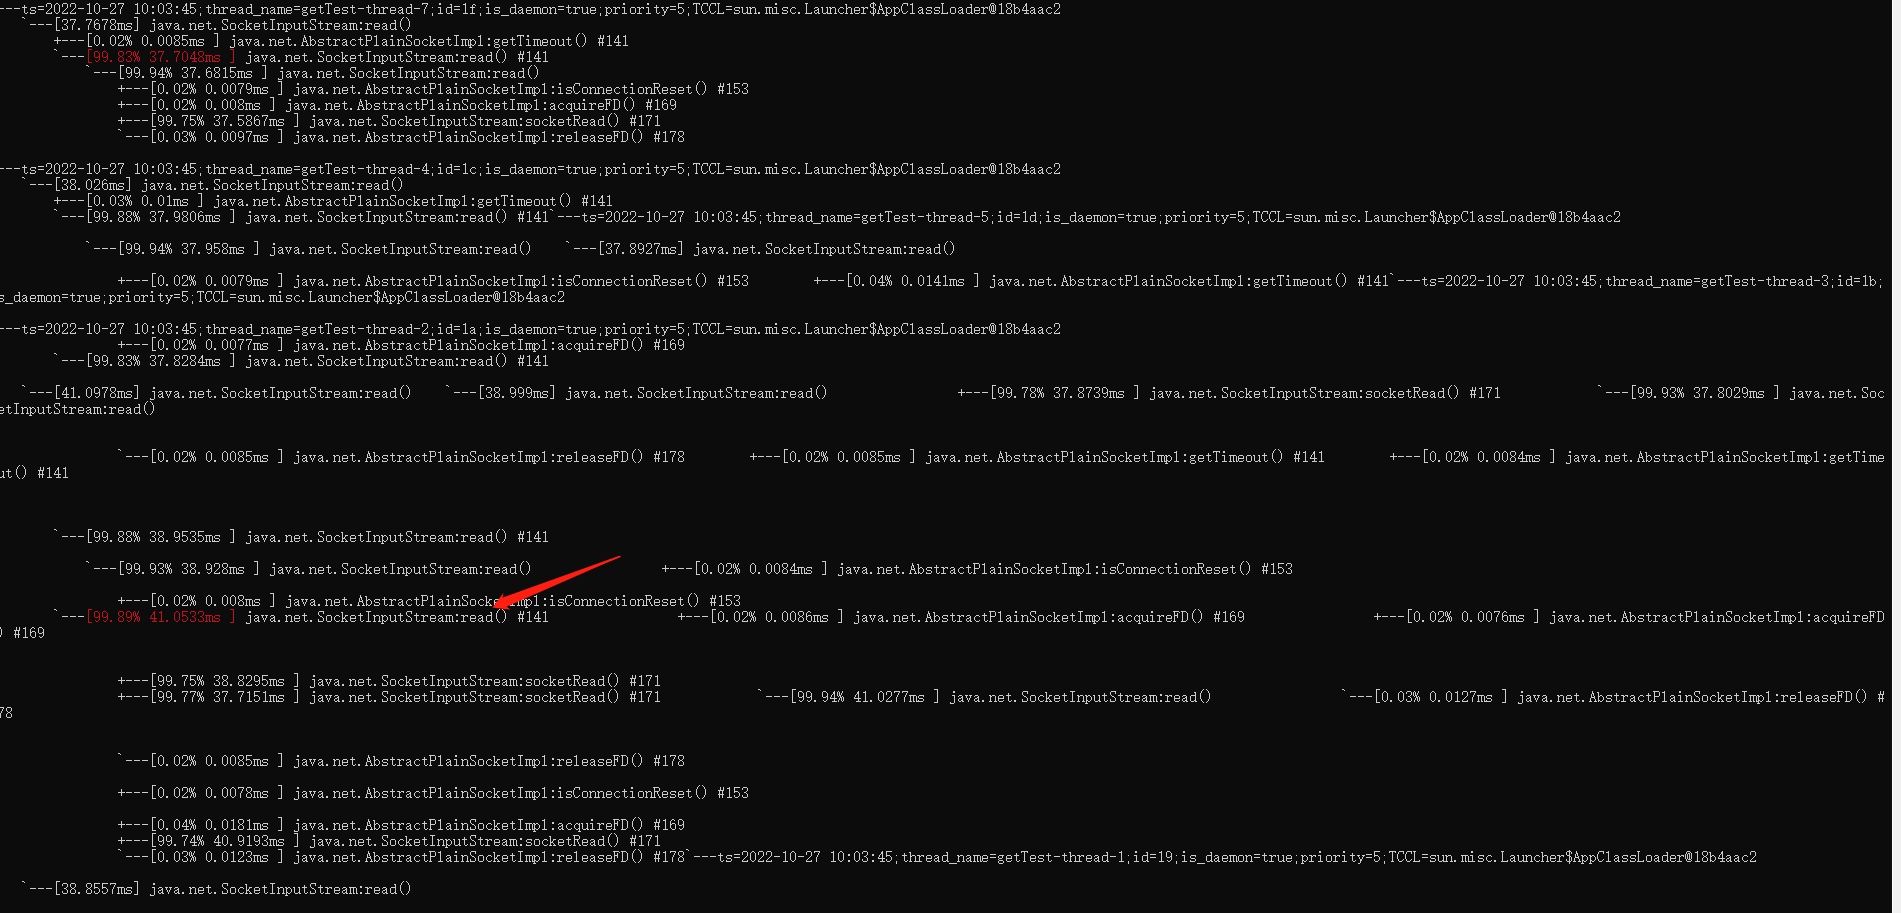 ---ts=2022-10-27 10:03:45;thread_name=getTest-thread-7;id=1f;is_daemon=true;priority=5;TCCL=sun.misc.Launcher$AppClassLoader@18b4aac2
`---[37.7678ms] java.net.SocketInputStream:read()
+---[0.02% 0.0085ms ] java.net.AbstractPlainSocketImpl:getTimeout() #141
`---[99.83% 37.7048ms ] java.net.SocketInputStream:read() #141
`---[99.94% 37.6815ms ] java.net.SocketInputStream:read()
+---[0.02% 0.0079ms ] java.net.AbstractPlainSocketImpl:isConnectionReset() #153
+---[0.02% 0.008ms ] java.net.AbstractPlainSocketImpl:acquireFD() #169
+---[99.75% 37.5867ms ] java.net.SocketInputStream:socketRead() #171
`---[0.03% 0.0097ms ] java.net.AbstractPlainSocketImpl:releaseFD() #178
---ts=2022-10-27 10:03:45;thread_name=getTest-thread-4;id=1c;is_daemon=true;priority=5;TCCL=sun.misc.Launcher$AppClassLoader@18b4aac2
`---[38.026ms] java.net.SocketInputStream:read()
+---[0.03% 0.01ms ] java.net.AbstractPlainSocketImpl:getTimeout() #141
`---[99.88% 37.9806ms ] java.net.SocketInputStream:read() #141`---ts=2022-10-27 10:03:45;thread_name=getTest-thread-5;id=1d;is_daemon=true;priority=5;TCCL=sun.misc.Launcher$AppClassLoader@18b4aac2
`---[99.94% 37.958ms ] java.net.SocketInputStream:read()    `---[37.8927ms] java.net.SocketInputStream:read()
+---[0.02% 0.0079ms ] java.net.AbstractPlainSocketImpl:isConnectionReset() #153        +---[0.04% 0.0141ms ] java.net.AbstractPlainSocketImpl:getTimeout() #141`---ts=2022-10-27 10:03:45;thread_name=getTest-thread-3;id=1b;
s_daemon=true;priority=5;TCCL=sun.misc.Launcher$AppClassLoader@18b4aac2
---ts=2022-10-27 10:03:45;thread_name=getTest-thread-2;id=1a;is_daemon=true;priority=5;TCCL=sun.misc.Launcher$AppClassLoader@18b4aac2
+---[0.02% 0.0077ms ] java.net.AbstractPlainSocketImpl:acquireFD() #169
`---[99.83% 37.8284ms ] java.net.SocketInputStream:read() #141
`---[41.0978ms] java.net.SocketInputStream:read()    `---[38.999ms] java.net.SocketInputStream:read()                +---[99.78% 37.8739ms ] java.net.SocketInputStream:socketRead() #171            `---[99.93% 37.8029ms ] java.net.Soc
etInputStream:read()
`---[0.02% 0.0085ms ] java.net.AbstractPlainSocketImpl:releaseFD() #178        +---[0.02% 0.0085ms ] java.net.AbstractPlainSocketImpl:getTimeout() #141        +---[0.02% 0.0084ms ] java.net.AbstractPlainSocketImpl:getTime
ut() #141
`---[99.88% 38.9535ms ] java.net.SocketInputStream:read() #141
`---[99.93% 38.928ms ] java.net.SocketInputStream:read()                +---[0.02% 0.0084ms ] java.net.AbstractPlainSocketImpl:isConnectionReset() #153
+---[0.02% 0.008ms ] java.net.AbstractPlainSocketImpl:isConnectionReset() #153
`---[99.89% 41.0533ms ] java.net.SocketInputStream:read() #141                +---[0.02% 0.0086ms ] java.net.AbstractPlainSocketImpl:acquireFD() #169                +---[0.02% 0.0076ms ] java.net.AbstractPlainSocketImpl:acquireFD
) #169
+---[99.75% 38.8295ms ] java.net.SocketInputStream:socketRead() #171
+---[99.77% 37.7151ms ] java.net.SocketInputStream:socketRead() #171            `---[99.94% 41.0277ms ] java.net.SocketInputStream:read()                `---[0.03% 0.0127ms ] java.net.AbstractPlainSocketImpl:releaseFD() #
78
`---[0.02% 0.0085ms ] java.net.AbstractPlainSocketImpl:releaseFD() #178
+---[0.02% 0.0078ms ] java.net.AbstractPlainSocketImpl:isConnectionReset() #153
+---[0.04% 0.0181ms ] java.net.AbstractPlainSocketImpl:acquireFD() #169
+---[99.74% 40.9193ms ] java.net.SocketInputStream:socketRead() #171
`---[0.03% 0.0123ms ] java.net.AbstractPlainSocketImpl:releaseFD() #178`---ts=2022-10-27 10:03:45;thread_name=getTest-thread-1;id=19;is_daemon=true;priority=5;TCCL=sun.misc.Launcher$AppClassLoader@18b4aac2
`---[38.8557ms] java.net.SocketInputStream:read()